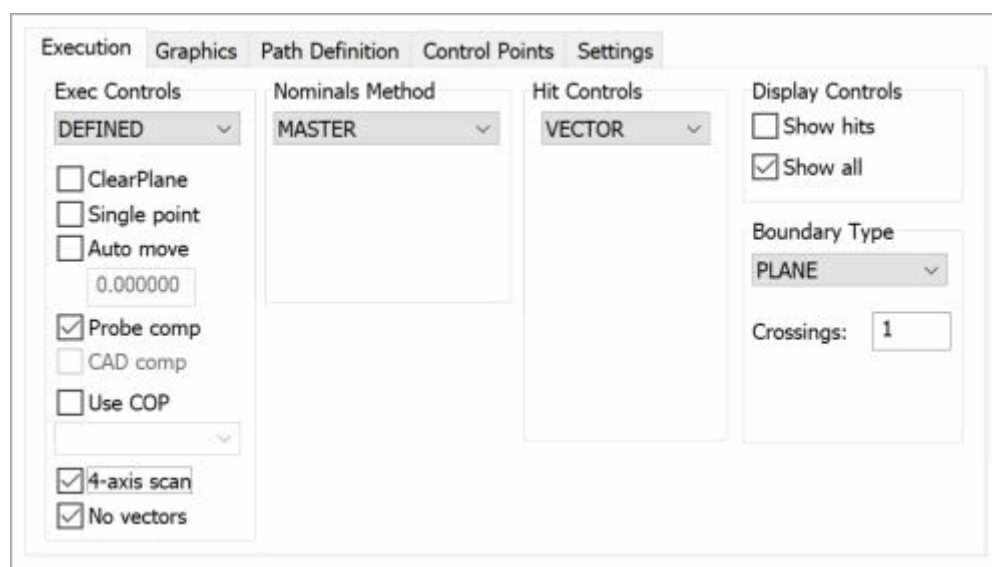 Execution Graphics Path Definition Control Points Settings
Exec Controls
DEFINED
ClearPlane
Single point
Auto move
0.000000
Probe comp
CAD comp
Use COP
4-axis scan
No vectors
Nominals Method
MASTER
Hit Controls
VECTOR
Display Controls
Show hits
Show all
Boundary Type
PLANE
Crossings: 1